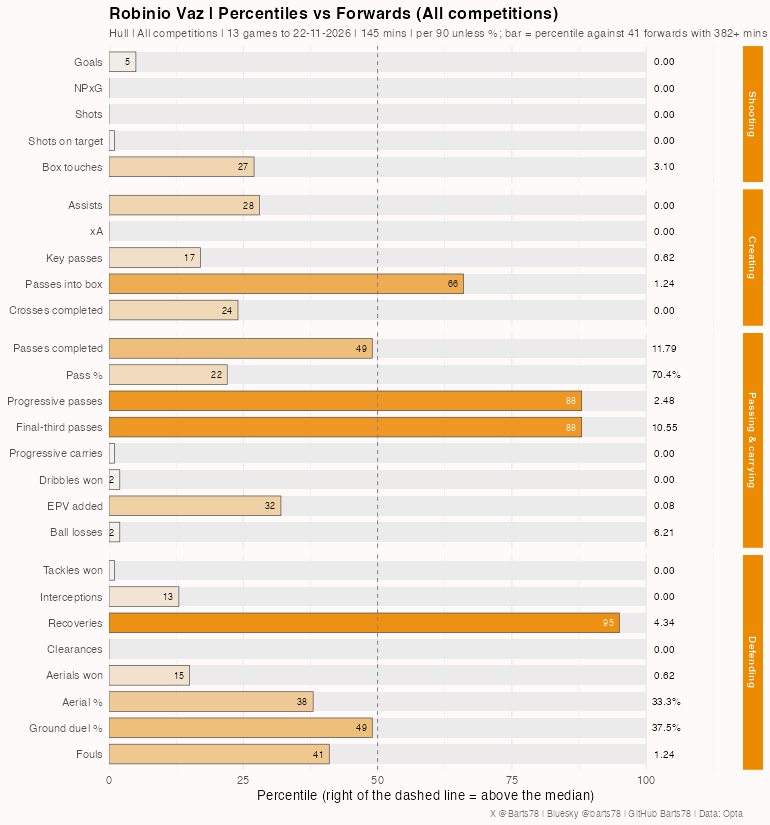 Robinio Vaz | Percentiles vs Forwards (All competitions)
Hull | All competitions | 13 games to 22-11-2026 | 145 mins | per 90 unless %; bar = percentile against 41 forwards with 382+ mins
Goals 5 0.00
NPxG 0.00
Shots 0.00
Shots on target 0.00
Box touches 27 3.10
Shooting
Assists 28 0.00
xA 0.00
Key passes 17 0.62
Passes into box 66 1.24
Crosses completed 24 0.00
Creating
Passes completed 49 11.79
Pass % 22 70.4%
Progressive passes 88 2.48
Final-third passes 88 10.55
Progressive carries 0.00
Dribbles won 2 0.00
EPV added 32 0.08
Ball losses 2 6.21
Passing & carrying
Tackles won 0.00
Interceptions 13 0.00
Recoveries 95 4.34
Clearances 0.00
Aerials won 15 0.62
Aerial % 38 33.3%
Ground duel % 49 37.5%
Fouls 41 1.24
Defending
0 25 50 75 100
Percentile (right of the dashed line = above the median)
X @Barts78 | Bluesky @barts78 | GitHub Barts78 | Data: Opta